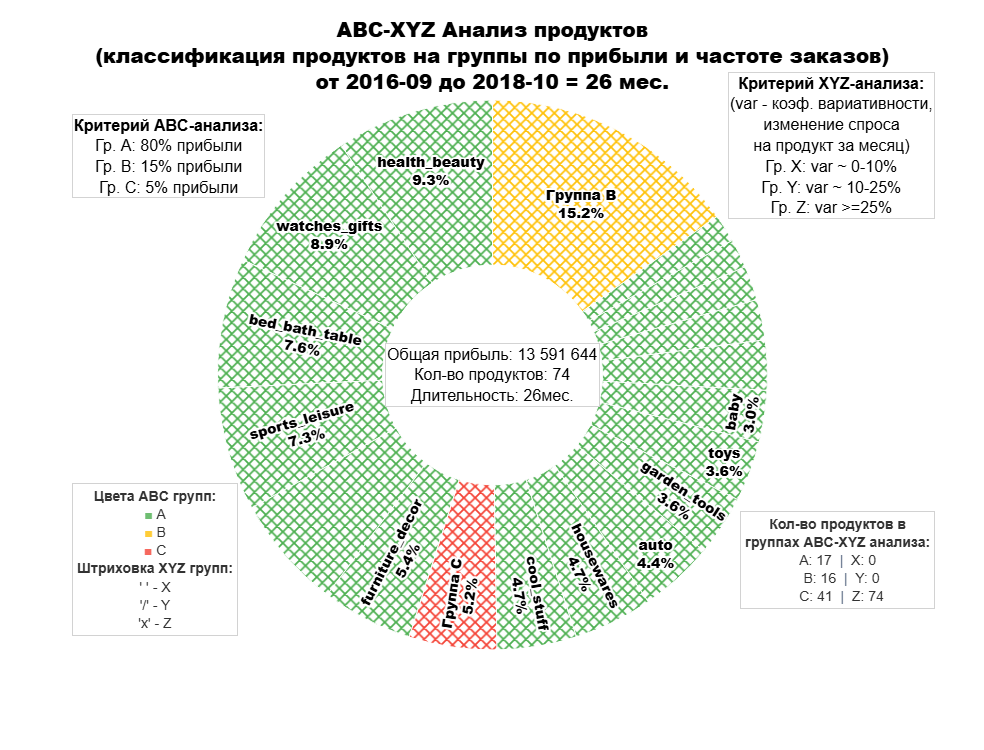 ABC-XYZ Анализ продуктов
(классификация продуктов на группы по прибыли и частоте заказов)
от 2016-09 до 2018-10 = 26 мес.
Критерий ABC-анализа:
Гр. A: 80% прибыли
Гр. B: 15% прибыли
Гр. C: 5% прибыли
Критерий XYZ-анализа:
(var - коэф. вариативности,
изменение спроса
на продукт за месяц)
Гр. X: var ~ 0-10%
Гр. Y: var ~ 10-25%
Гр. Z: var >=25%
health_beauty
9.3%
Группа B
15.2%
watches_gifts
8.9%
bed_bath_table
7.6%
Общая прибыль: 13 591 644
Кол-во продуктов: 74
Длительность: 26мес.
sports_leisure
7.3%
baby
3.0%
toys
3.6%
garden_tools
3.6%
auto
4.4%
housewares
4.7%
cool_stuff
4.7%
Группа C
5.2%
furniture_decor
5.4%
Цвета ABC групп:
A
B
C
Штриховка XYZ групп:
' ' - X
'/' - Y
'x' - Z
Кол-во продуктов в
группах ABC-XYZ анализа:
A: 17 | X: 0
B: 16 | Y: 0
C: 41 | Z: 74